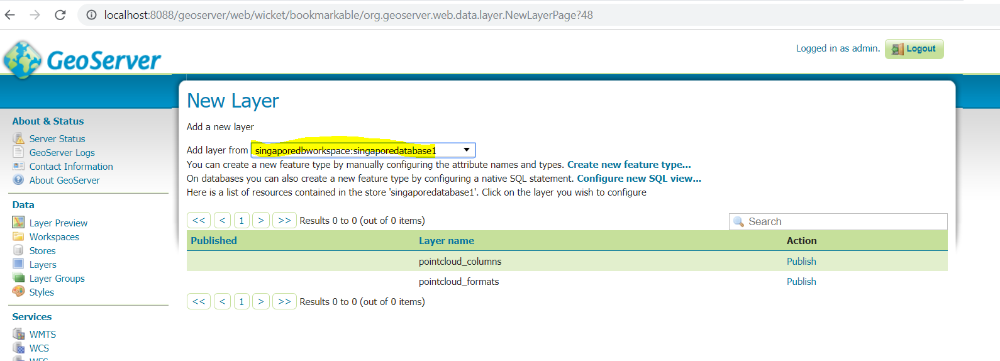 localhost:8088/geoserver/web/wicket/bookmarkable/org.geoserver.web.data.layer.NewLayerPage?48
GeoServer
Logged in as admin. Logout
About & Status
Server Status
GeoServer Logs
Contact Information
About GeoServer
Data
Layer Preview
Workspaces
Stores
Layers
Layer Groups
Styles
Services
WMTS
WCS
WFS
New Layer
Add a new layer
Add layer from singaporedbworkspace:singaporedatabase1
You can create a new feature type by manually configuring the attribute names and types. Create new feature type...
On databases you can also create a new feature type by configuring a native SQL statement. Configure new SQL view...
Here is a list of resources contained in the store 'singaporedatabase1'. Click on the layer you wish to configure
<< < 1 > >> Results 0 to 0 (out of 0 items) Search
Published Layer name Action
pointcloud_columns Publish
pointcloud_formats Publish
<< < 1 > >> Results 0 to 0 (out of 0 items)